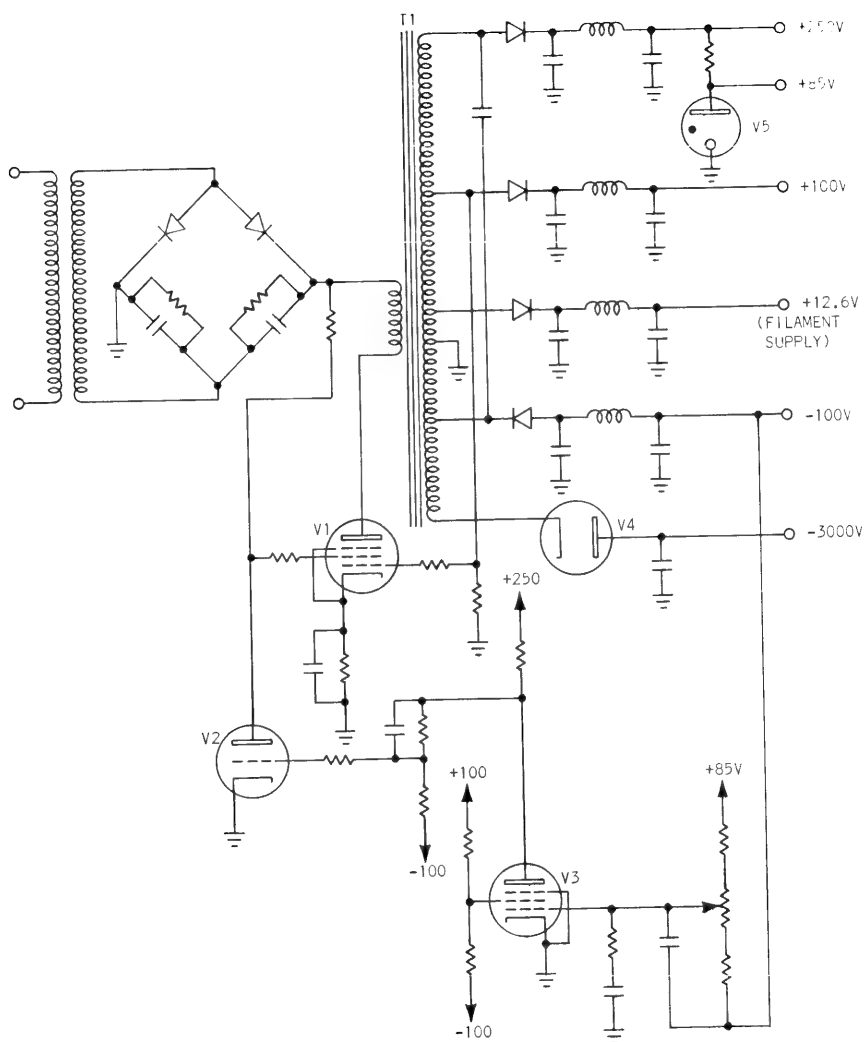 T1
+250V
+85V
V5
+100V
+12.6V
(FILAMENT
SUPPLY)
-100V
V4
-3000V
V1
+250
V2
+100
-100
+85V
V3
-100